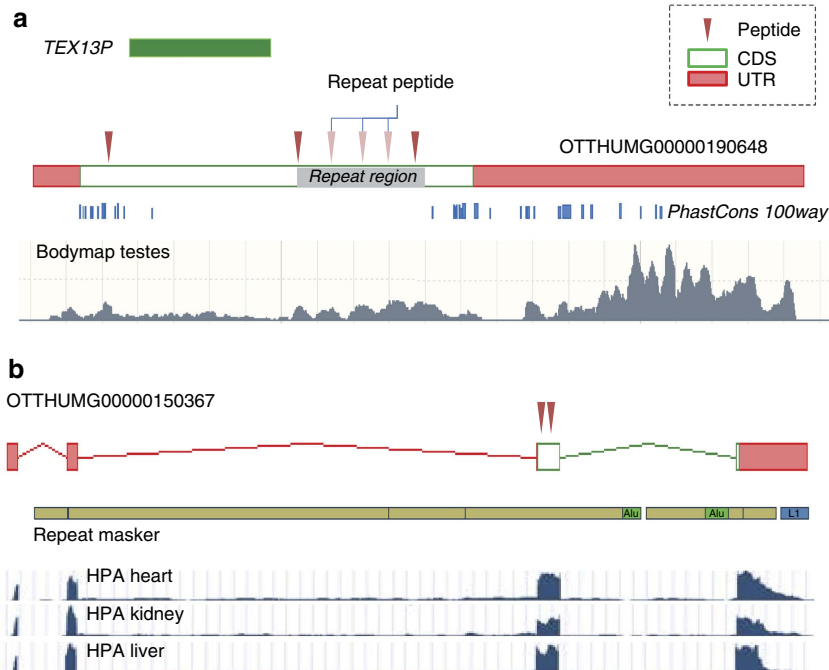 a
TEX13P
Peptide
CDS
UTR
Repeat peptide
OTTHUMG00000190648
Repeat region
PhastCons 100way
Bodymap testes
b
OTTHUMG00000150367
Alu
Alu
L1
Repeat masker
HPA heart
HPA kidney
HPA liver